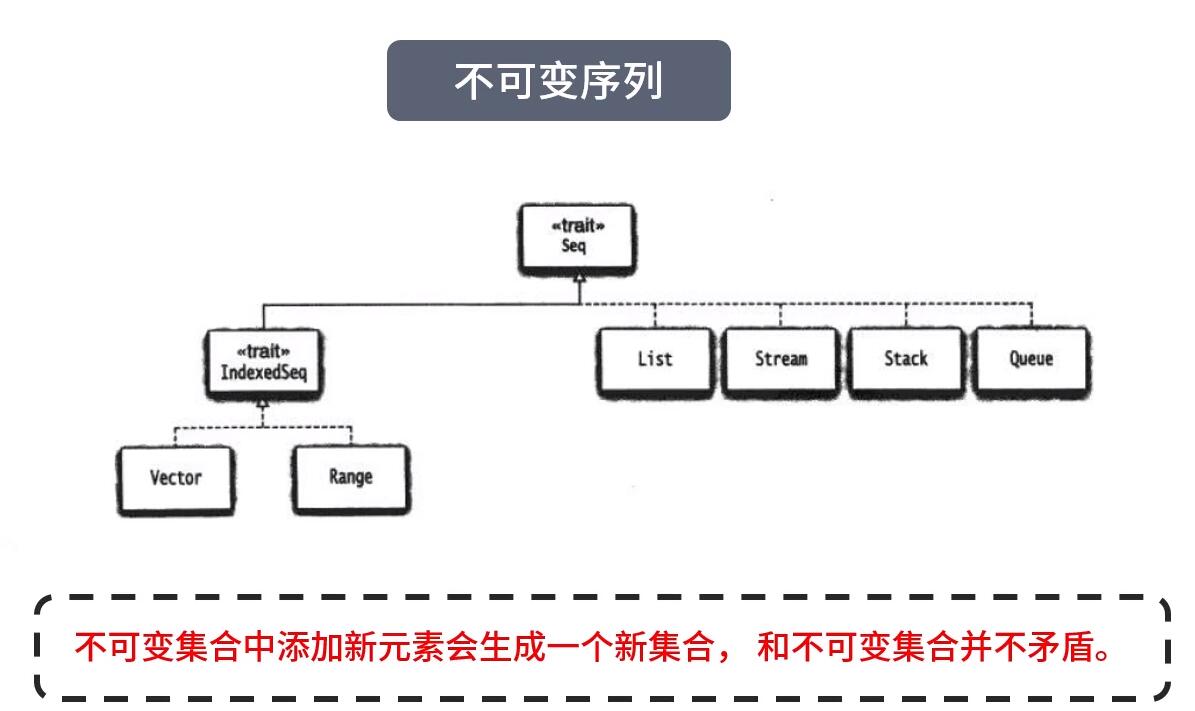 不可变序列
«trait»
Seq
«trait»
IndexedSeq
List
Stream
Stack
Queue
Vector
Range
不可变集合中添加新元素会生成一个新集合， 和不可变集合并不矛盾。